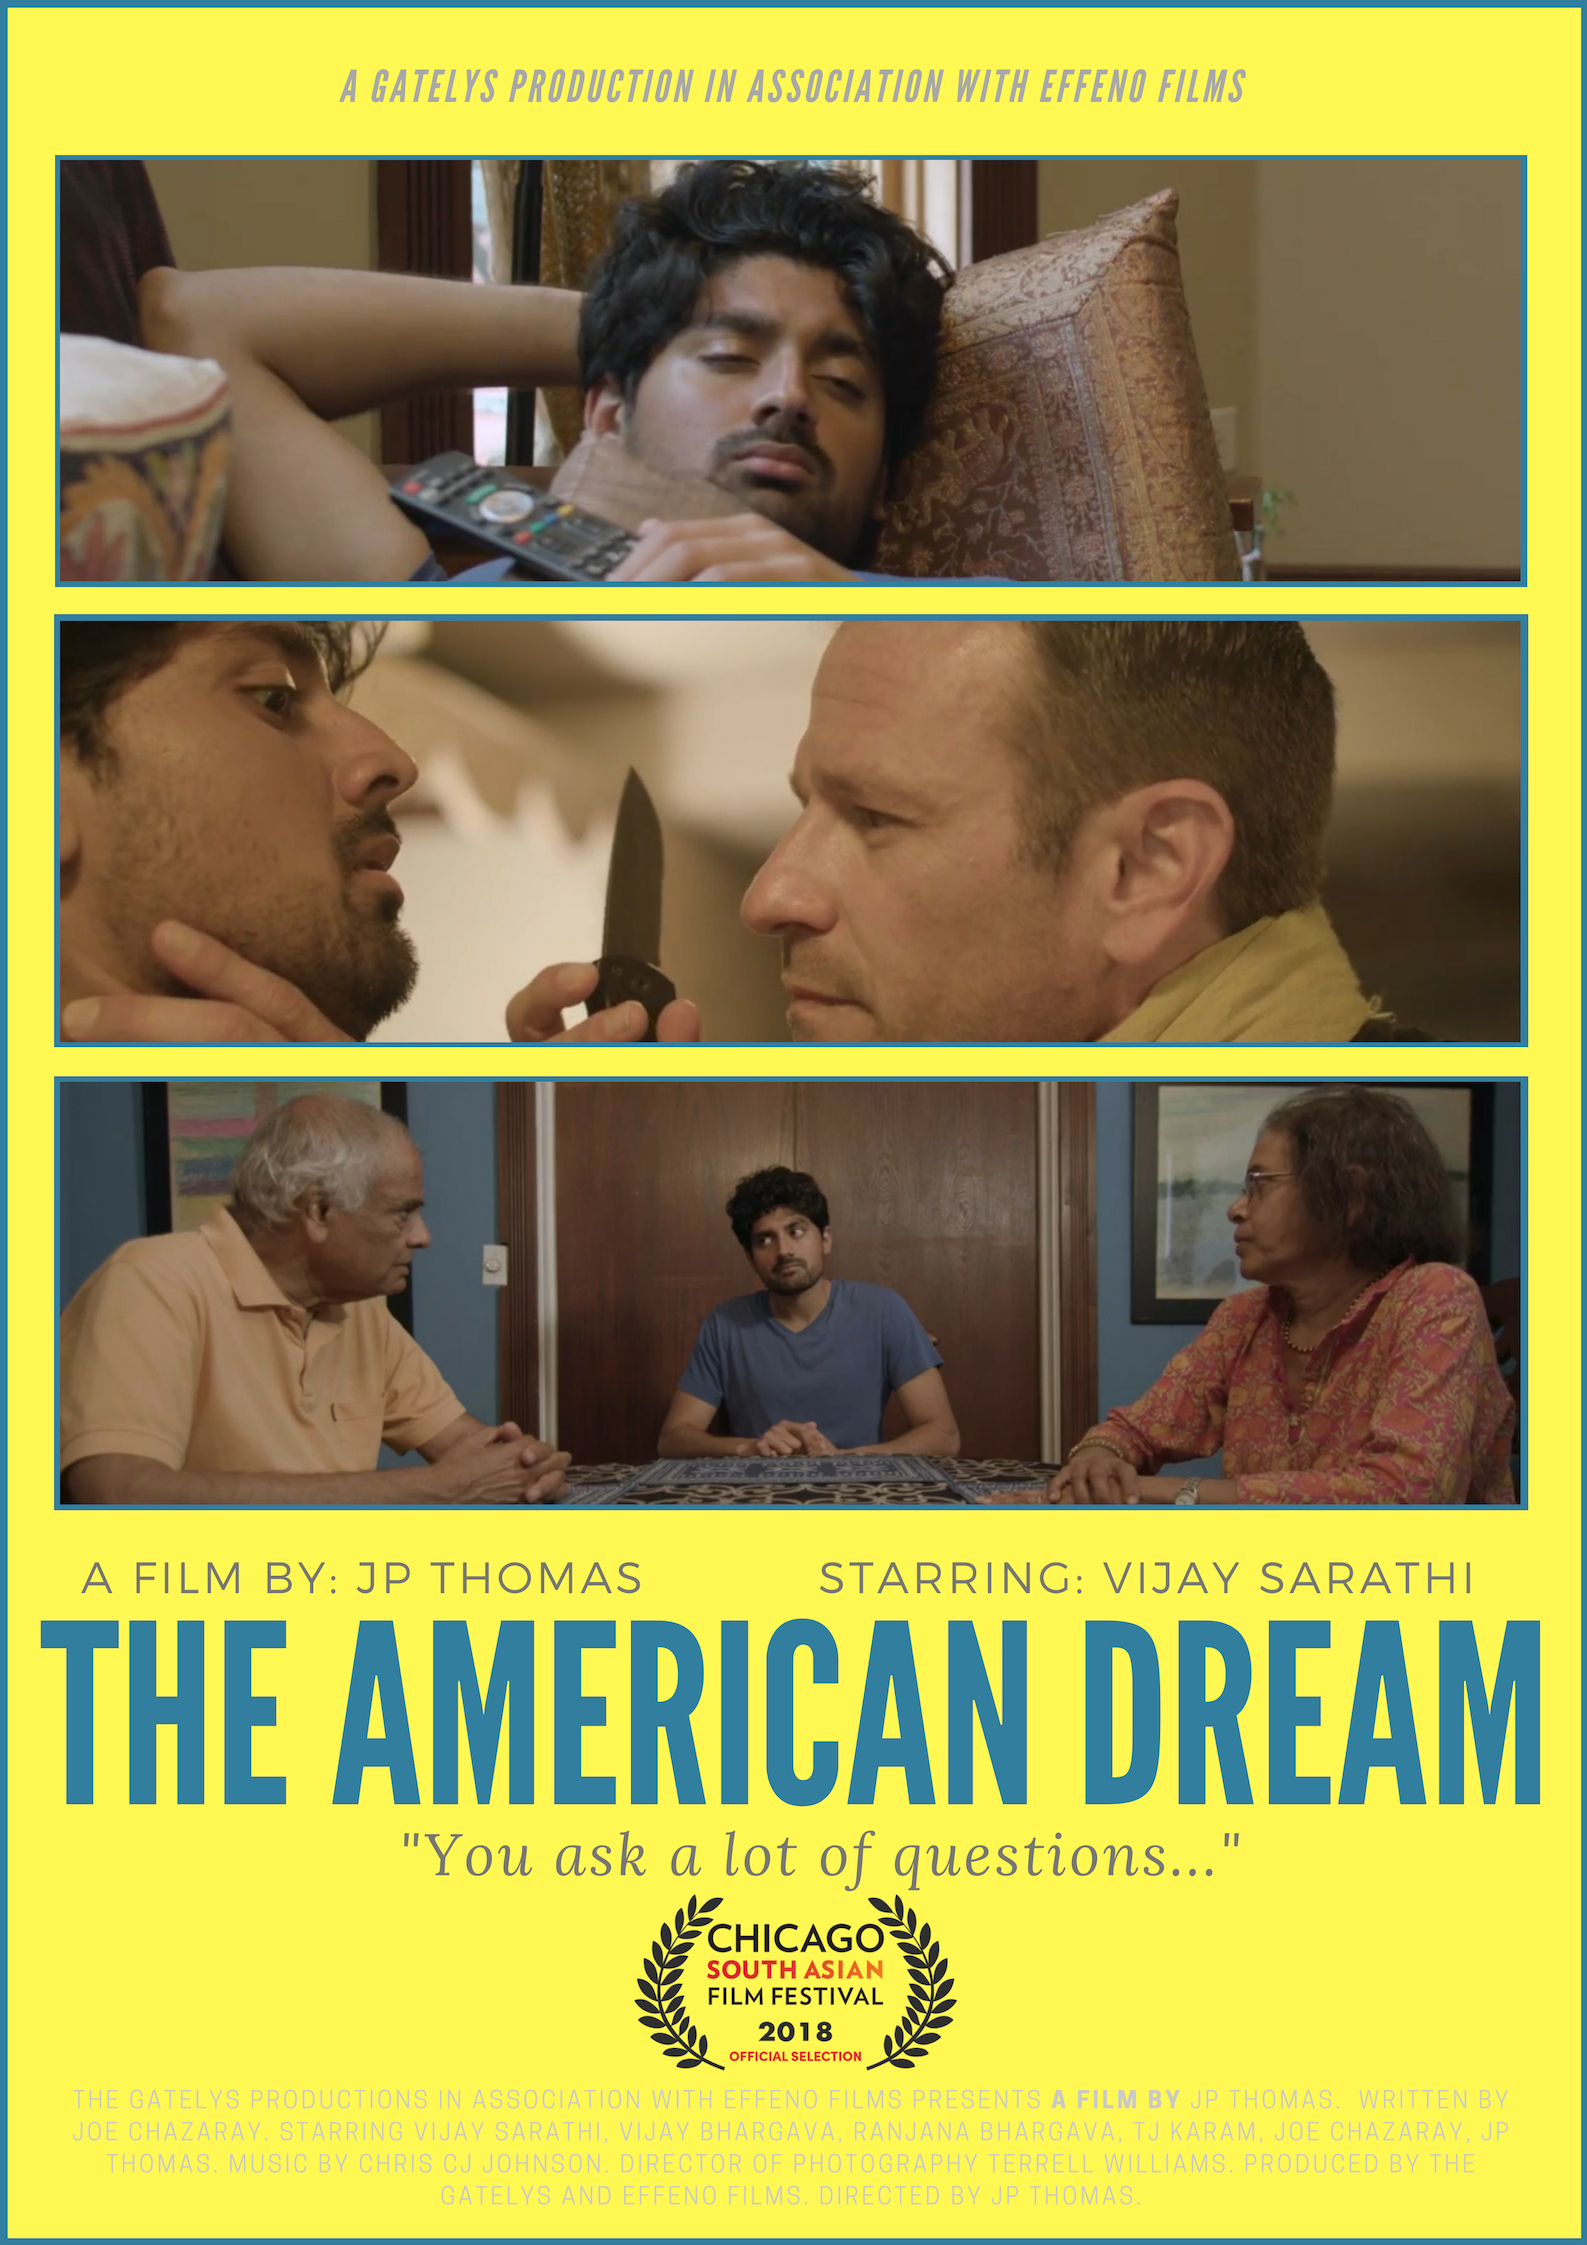 A GATELYS PRODUCTION IN ASSOCIATION WITH EFFENO FILMS
A FILM BY: JP THOMAS
STARRING: VIJAY SARATHI
THE AMERICAN DREAM
"You ask a lot of questions..."
CHICAGO
SOUTH ASIAN
FILM FESTIVAL
2018
OFFICIAL SELECTION
THE GATELYS PRODUCTIONS IN ASSOCIATION WITH EFFENO FILMS PRESENTS A FILM BY JP THOMAS. WRITTEN BY
JOE CHAZARAY. STARRING VIJAY SARATHI, VIJAY BHARGAVA, RANJANA BHARGAVA, TJ KARAM, JOE CHAZARAY, JP
THOMAS. MUSIC BY CHRIS CJ JOHNSON. DIRECTOR OF PHOTOGRAPHY TERRELL WILLIAMS. PRODUCED BY THE
GATELYS AND EFFENO FILMS. DIRECTED BY JP THOMAS.